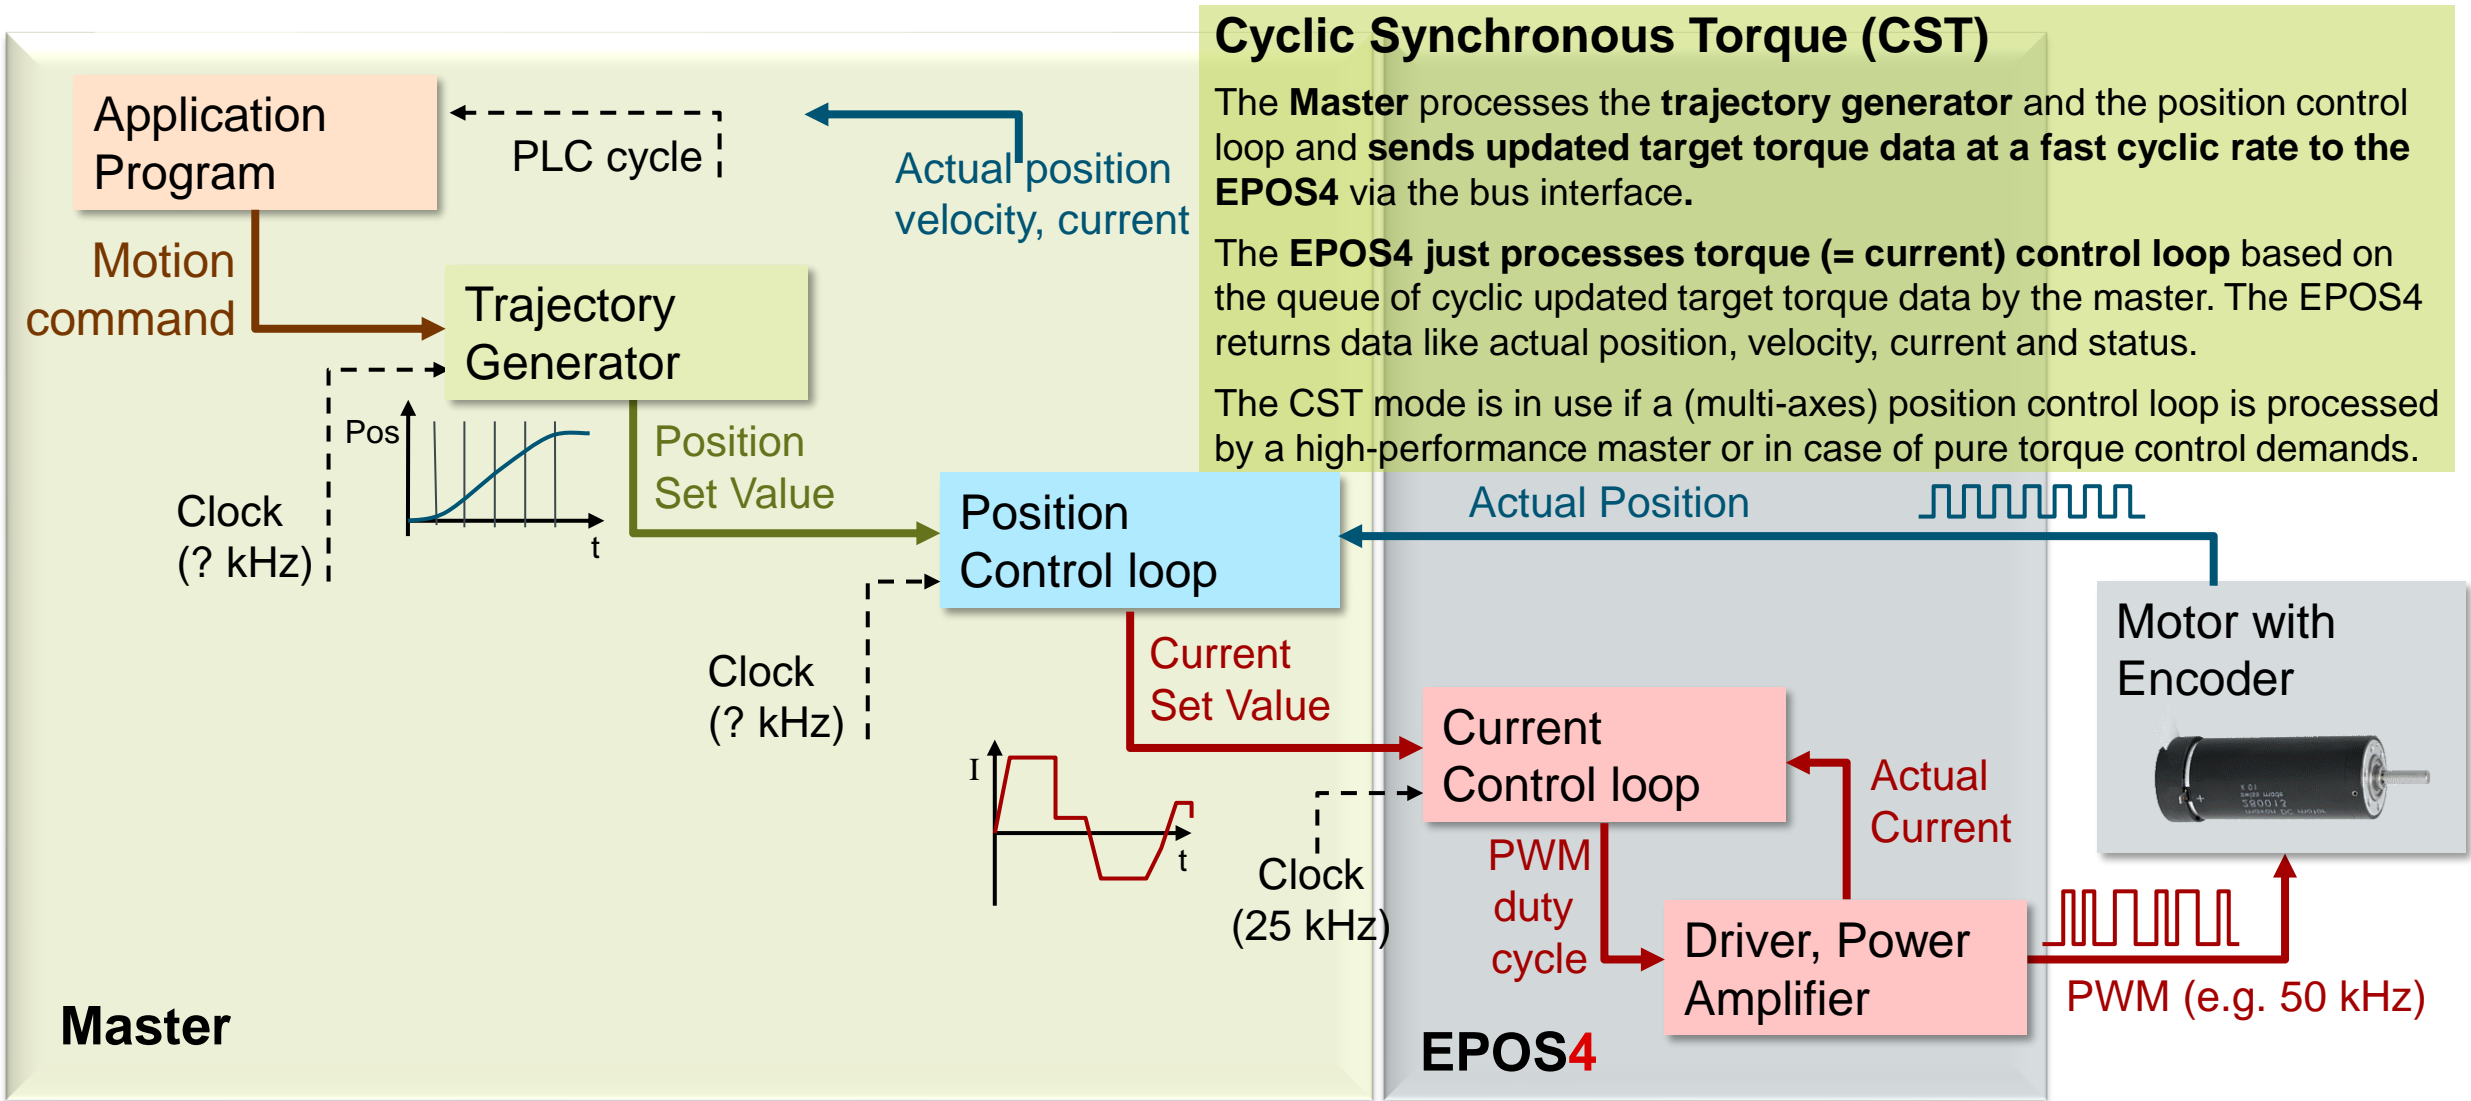 Cyclic Synchronous Torque (CST)
The Master processes the trajectory generator and the position control
loop and sends updated target torque data at a fast cyclic rate to the
EPOS4 via the bus interface.
The EPOS4 just processes torque (= current) control loop based on
the queue of cyclic updated target torque data by the master. The EPOS4
returns data like actual position, velocity, current and status.
The CST mode is in use if a (multi-axes) position control loop is processed
by a high-performance master or in case of pure torque control demands.
Application
Program
PLC cycle
Actual position
velocity, current
Motion
command
Trajectory
Generator
Pos
t
Clock
(? kHz)
Position
Set Value
Position
Control loop
Actual Position
Clock
(? kHz)
Current
Set Value
I
t
Motor with
Encoder
Current
Control loop
Actual
Current
Clock
(25 kHz)
PWM
duty
cycle
Driver, Power
Amplifier
PWM (e.g. 50 kHz)
Master
EPOS4